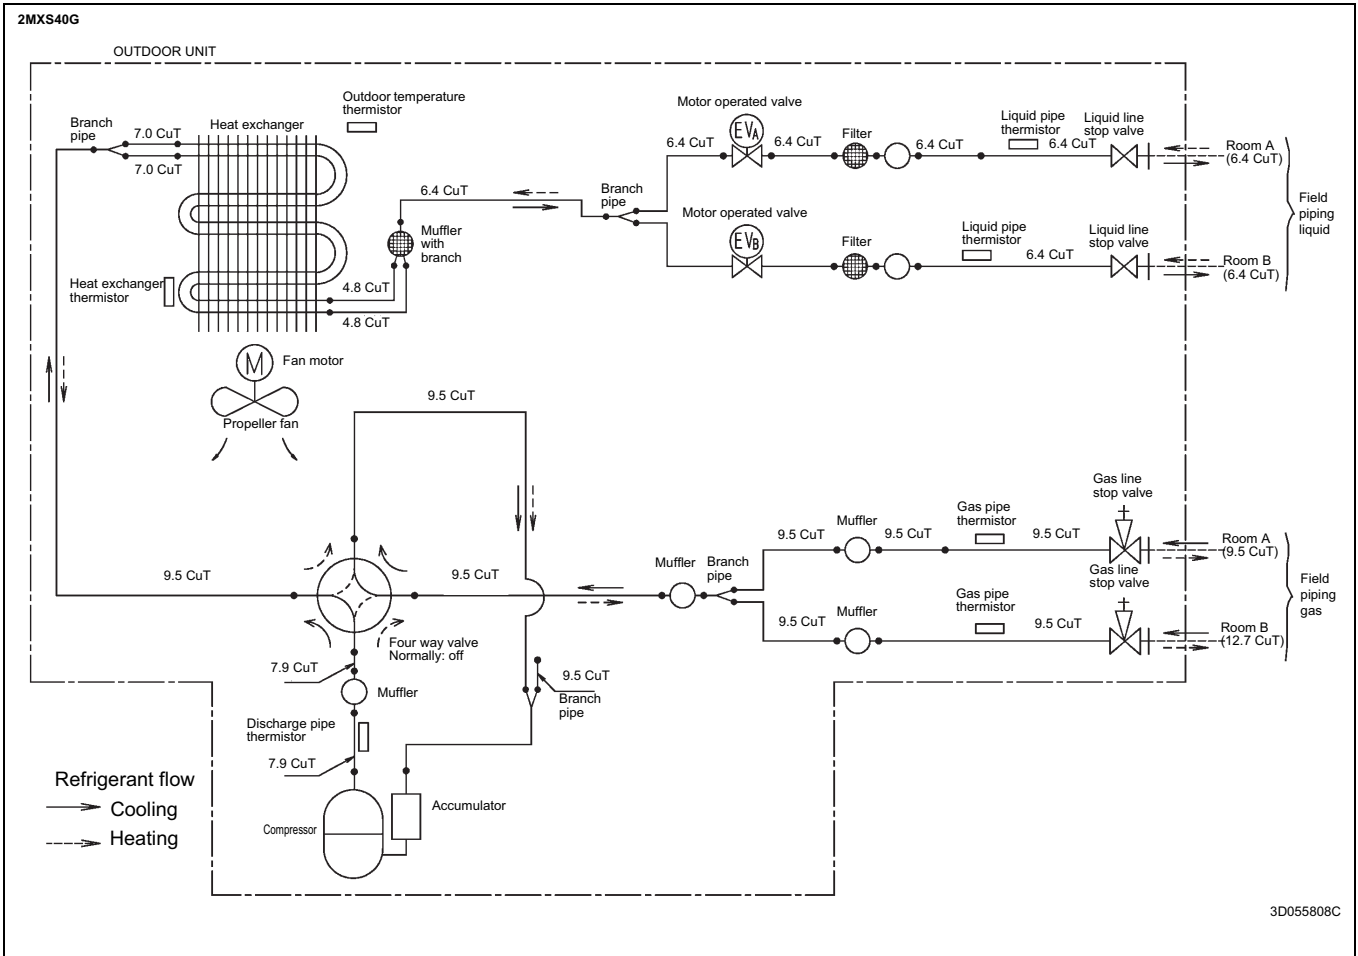 2MXS40G
OUTDOOR UNIT
Branch
pipe
7.0 CuT
7.0 CuT
Heat exchanger
Outdoor temperature
thermistor
Motor operated valve
EVA
6.4 CuT
6.4 CuT
Filter
6.4 CuT
Liquid pipe
thermistor
6.4 CuT
Liquid line
stop valve
Room A
(6.4 CuT)
Field
piping
liquid
6.4 CuT
Branch
pipe
Motor operated valve
EVB
Filter
Liquid pipe
thermistor
6.4 CuT
Liquid line
stop valve
Room B
(6.4 CuT)
Muffler
with
branch
Heat exchanger
thermistor
4.8 CuT
4.8 CuT
M
Fan motor
Propeller fan
9.5 CuT
9.5 CuT
9.5 CuT
Four way valve
Normally: off
Muffler
Branch
pipe
9.5 CuT
Muffler
9.5 CuT
Gas pipe
thermistor
9.5 CuT
Gas line
stop valve
Room A
(9.5 CuT)
Gas line
stop valve
9.5 CuT
Muffler
Gas pipe
thermistor
9.5 CuT
Room B
(12.7 CuT)
Field
piping
gas
7.9 CuT
Muffler
9.5 CuT
Branch
pipe
Discharge pipe
thermistor
7.9 CuT
Compressor
Accumulator
Refrigerant flow
Cooling
Heating
3D055808C